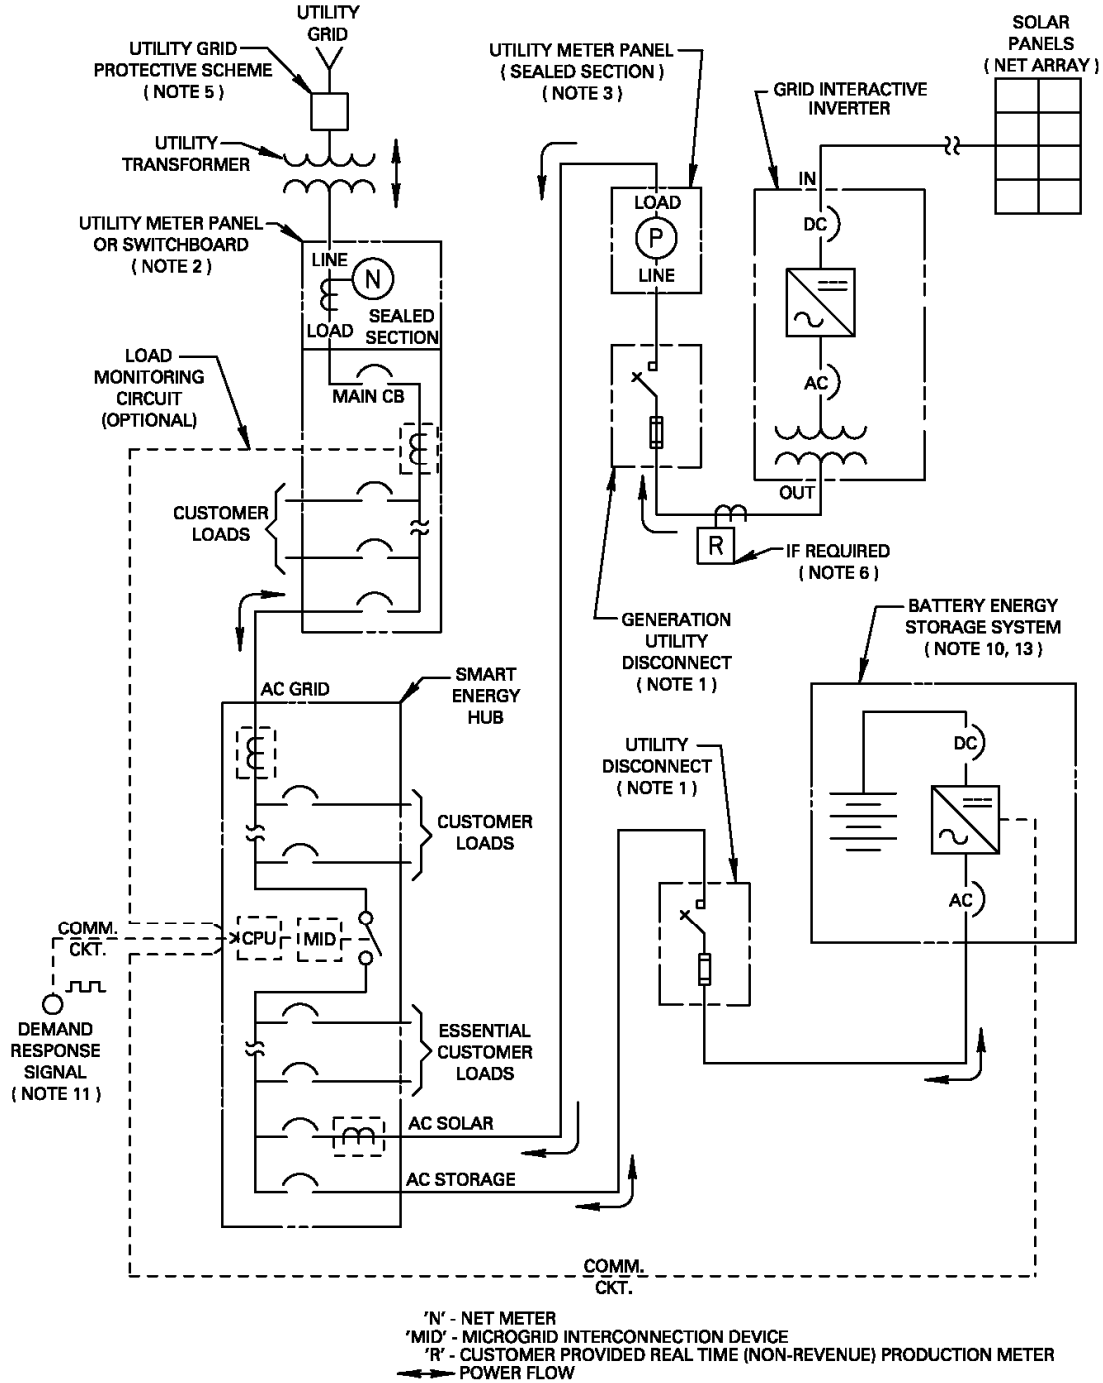 UTILITY
GRID
UTILITY GRID
PROTECTIVE SCHEME
( NOTE 5 )
UTILITY
TRANSFORMER
UTILITY METER PANEL
OR SWITCHBOARD
( NOTE 2 )
LINE
N
LOAD
SEALED
SECTION
LOAD
MONITORING
CIRCUIT
(OPTIONAL)
MAIN CB
CUSTOMER
LOADS
UTILITY METER PANEL
( SEALED SECTION )
( NOTE 3 )
LOAD
P
LINE
GRID INTERACTIVE
INVERTER
SOLAR
PANELS
( NET ARRAY )
IN
DC
AC
OUT
R
IF REQUIRED
( NOTE 6 )
GENERATION
UTILITY
DISCONNECT
( NOTE 1 )
BATTERY ENERGY
STORAGE SYSTEM
( NOTE 10, 13 )
DC
AC
UTILITY
DISCONNECT
( NOTE 1 )
AC GRID
SMART
ENERGY
HUB
CUSTOMER
LOADS
COMM.
CKT.
CPU
MID
DEMAND
RESPONSE
SIGNAL
( NOTE 11 )
ESSENTIAL
CUSTOMER
LOADS
AC SOLAR
AC STORAGE
COMM.
CKT.
'N' - NET METER
'MID' - MICROGRID INTERCONNECTION DEVICE
'R' - CUSTOMER PROVIDED REAL TIME (NON-REVENUE) PRODUCTION METER
POWER FLOW